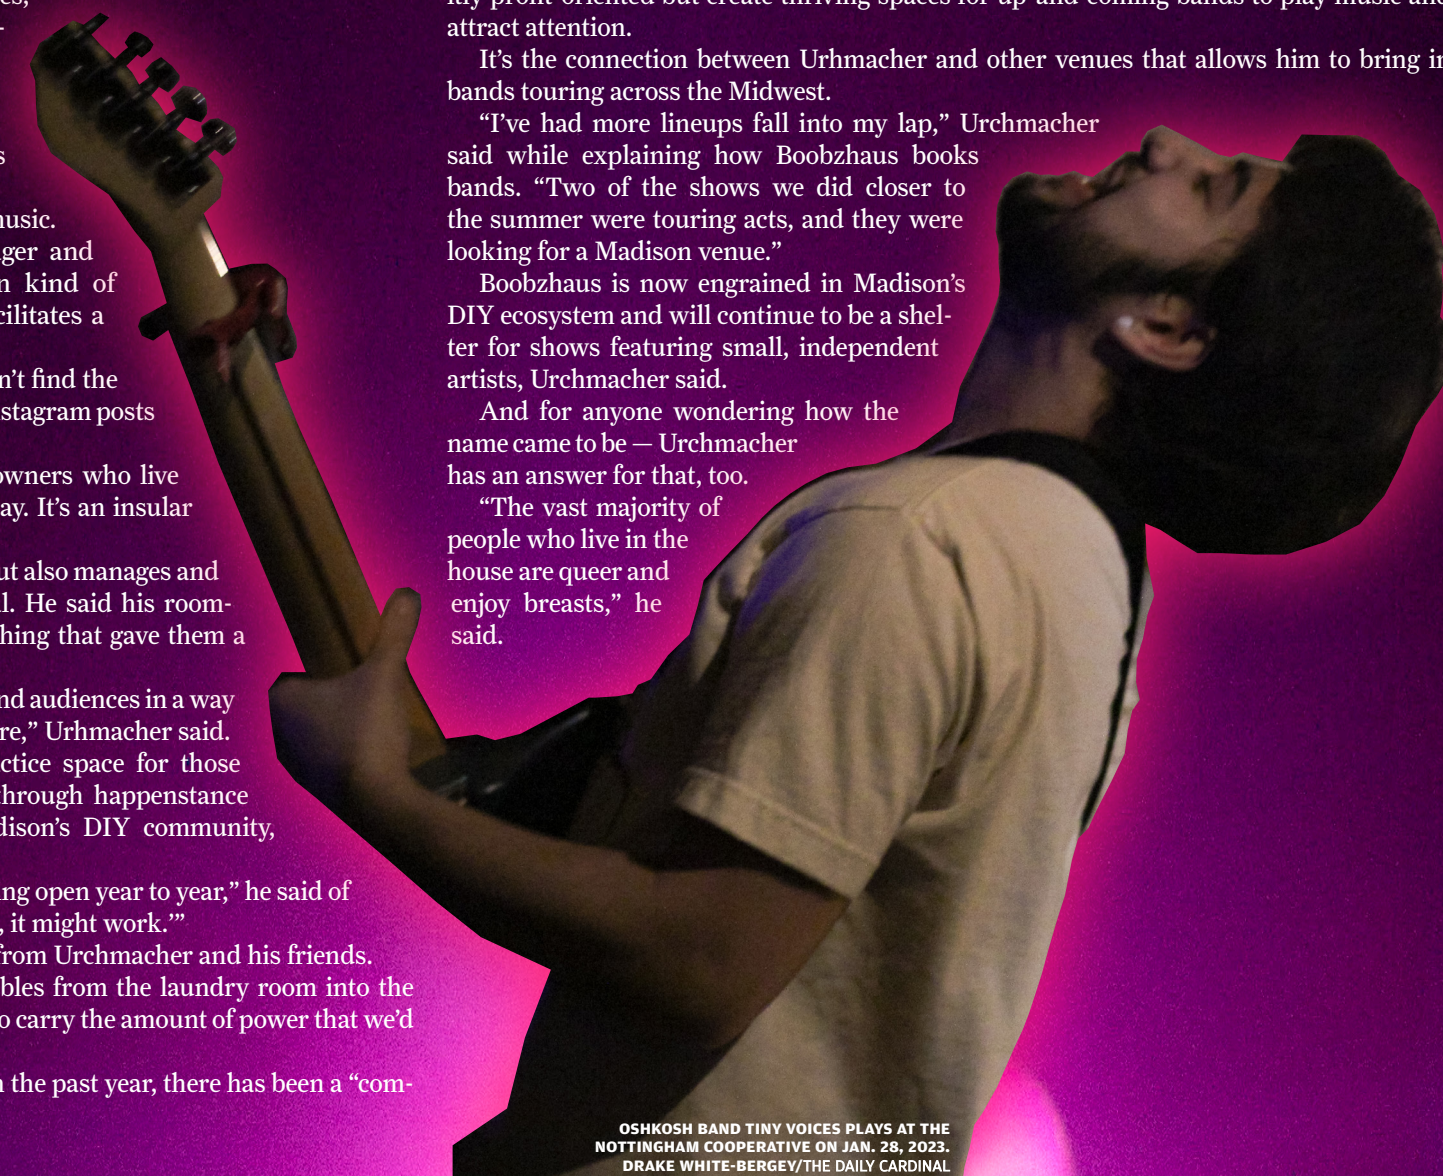 -
s
music.
ger and
n kind of
cilitates a
n't find the
nstagram posts
owners who live
ay. It's an insular
ut also manages and
l. He said his room-
thing that gave them a
nd audiences in a way
re,” Urhmacher said.
ctice space for those
through happenstance
dison's DIY community,
ing open year to year,” he said of
, it might work.’”
from Urchmacher and his friends.
bles from the laundry room into the
o carry the amount of power that we'd
n the past year, there has been a “com-
attract attention.
It's the connection between Urhmacher and other venues that allows him to bring in
bands touring across the Midwest.
“I've had more lineups fall into my lap,” Urchmacher
said while explaining how Boobzhaus books
bands. “Two of the shows we did closer to
the summer were touring acts, and they were
looking for a Madison venue.”
Boobzhaus is now engrained in Madison's
DIY ecosystem and will continue to be a shel-
ter for shows featuring small, independent
artists, Urchmacher said.
And for anyone wondering how the
name came to be — Urchmacher
has an answer for that, too.
“The vast majority of
people who live in the
house are queer and
enjoy breasts,” he
said.
OSHKOSH BAND TINY VOICES PLAYS AT THE
NOTTINGHAM COOPERATIVE ON JAN. 28, 2023.
DRAKE WHITE-BERGEY/THE DAILY CARDINAL